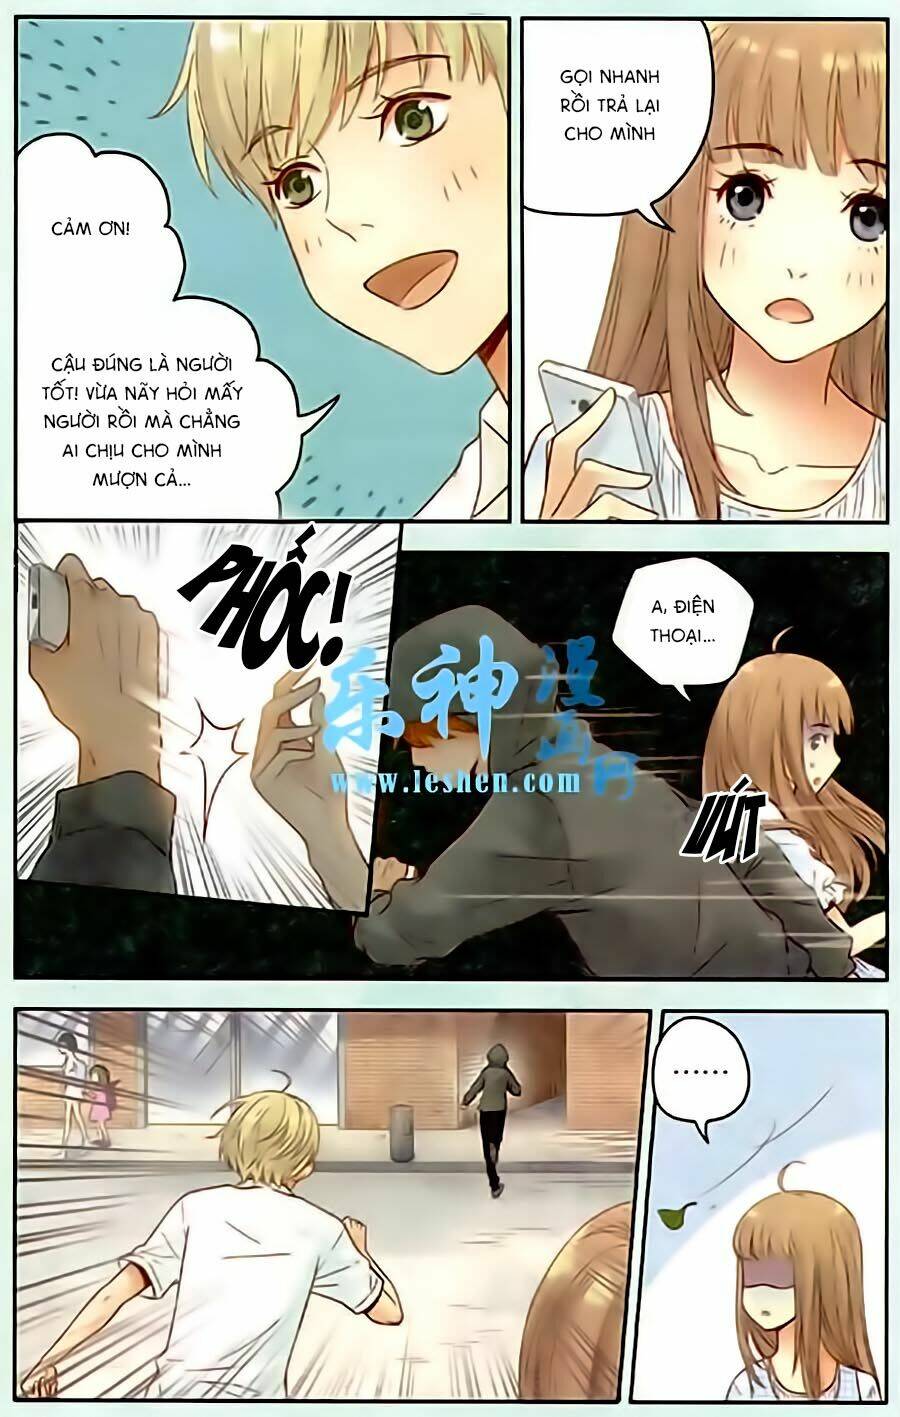 CẢM ƠN!
CẬU ĐÚNG LÀ NGƯỜI
TỐT! VỪA NÃY HỎI MẤY
NGƯỜI RỒI MÀ CHẲNG
AI CHỊU CHO MÌNH
MƯỢN CẢ...
GỌI NHANH
RỒI TRẢ LẠI
CHO MÌNH
PHỐC!
A, ĐIỆN
THOẠI...
乐神漫画网
www.leshen.com
VÚT
......